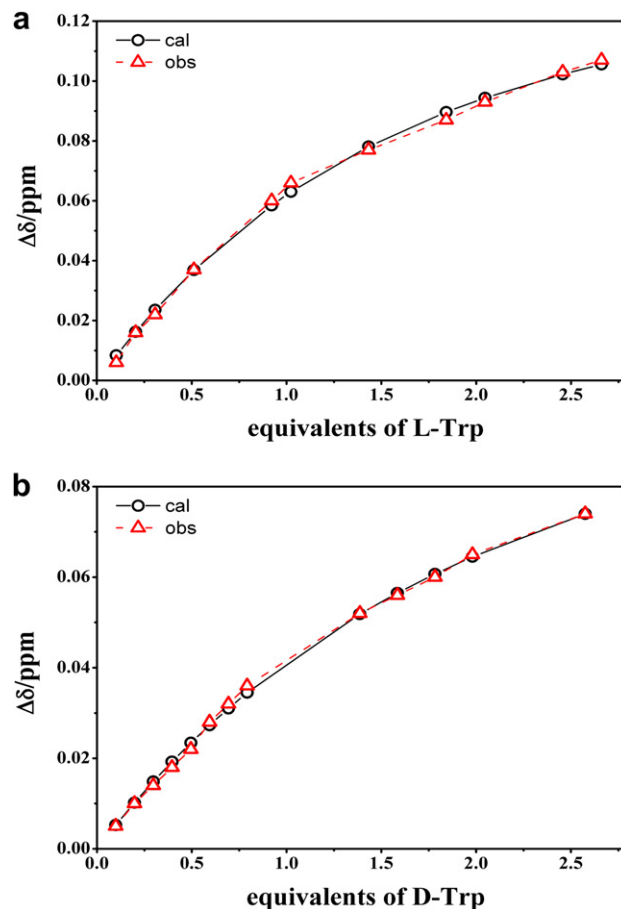 a
0.12
cal
obs
0.10
0.08
0.06
0.04
0.02
0.00
Δδ/ppm
0.0 0.5 1.0 1.5 2.0 2.5
equivalents of L-Trp
b
0.08
cal
obs
0.06
0.04
0.02
0.00
Δδ/ppm
0.0 0.5 1.0 1.5 2.0 2.5
equivalents of D-Trp